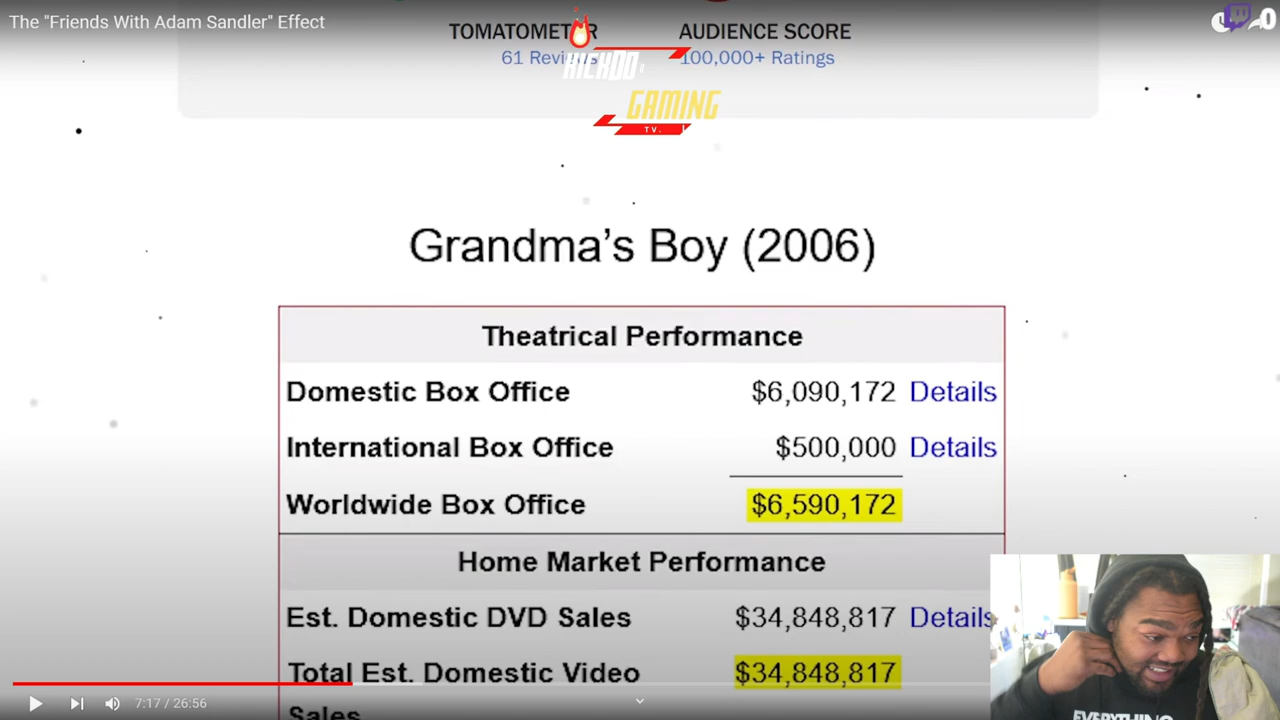 The "Friends With Adam Sandler" Effect
0
TOMATOMETER
AUDIENCE SCORE
61 Reviews
100,000+ Ratings
GAMING
TV.
Grandma's Boy (2006)
Theatrical Performance
Domestic Box Office $6,090,172 Details
International Box Office $500,000 Details
Worldwide Box Office $6,590,172
Home Market Performance
Est. Domestic DVD Sales $34,848,817 Details
Total Est. Domestic Video $34,848,817
Sales
7:17 / 26:56
EVERYTHING